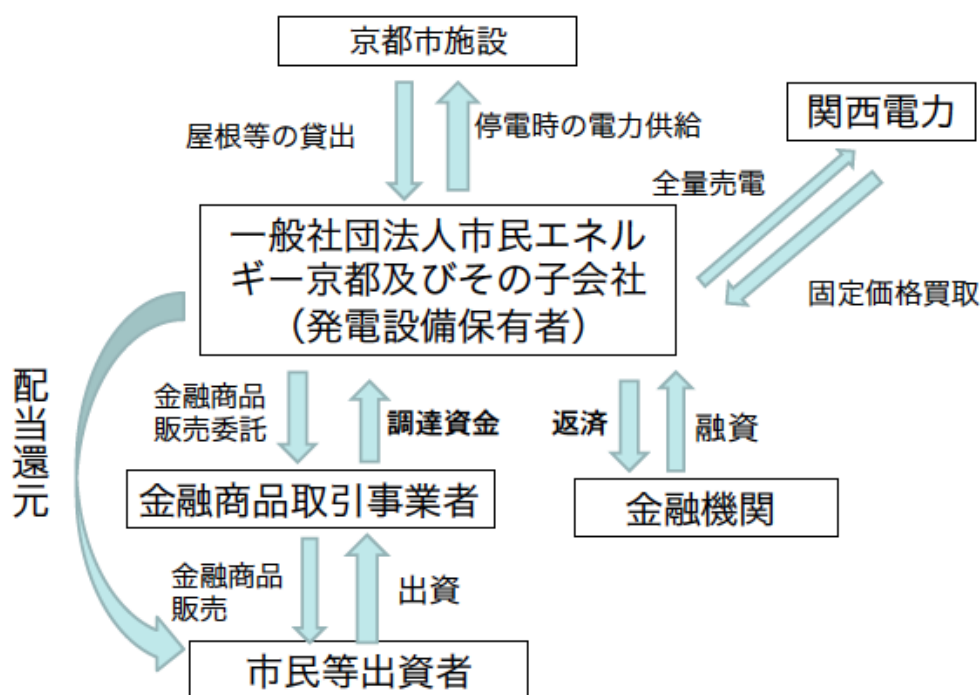 京都市施設
関西電力
屋根等の貸出
停電時の電力供給
全量売電
固定価格買取
一般社団法人市民エネル
ギー京都及びその子会社
(発電設備保有者)
配当還元
金融商品
販売委託
調達資金
返済
融資
金融商品取引事業者
金融機関
金融商品
販売
出資
市民等出資者